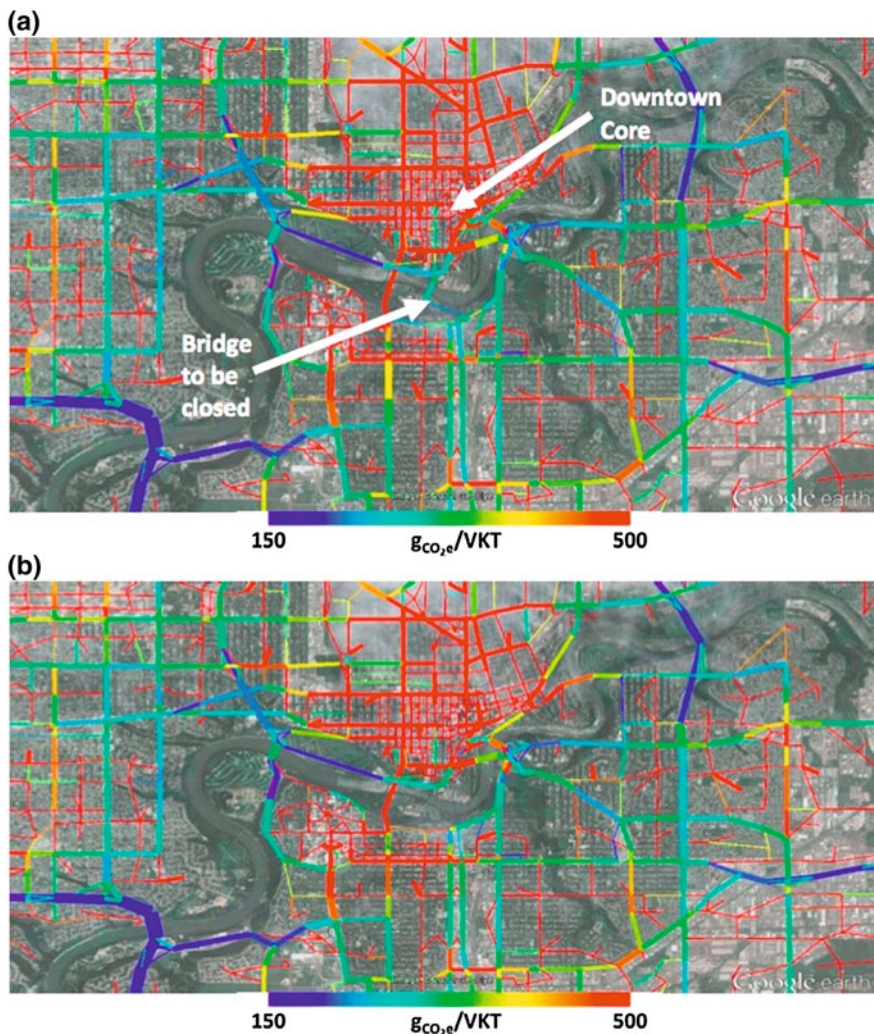 (a)
Downtown
Core
Bridge
to be
closed
Google earth
150 gCO₂e/VKT 500
(b)
Google earth
150 gCO₂e/VKT 500